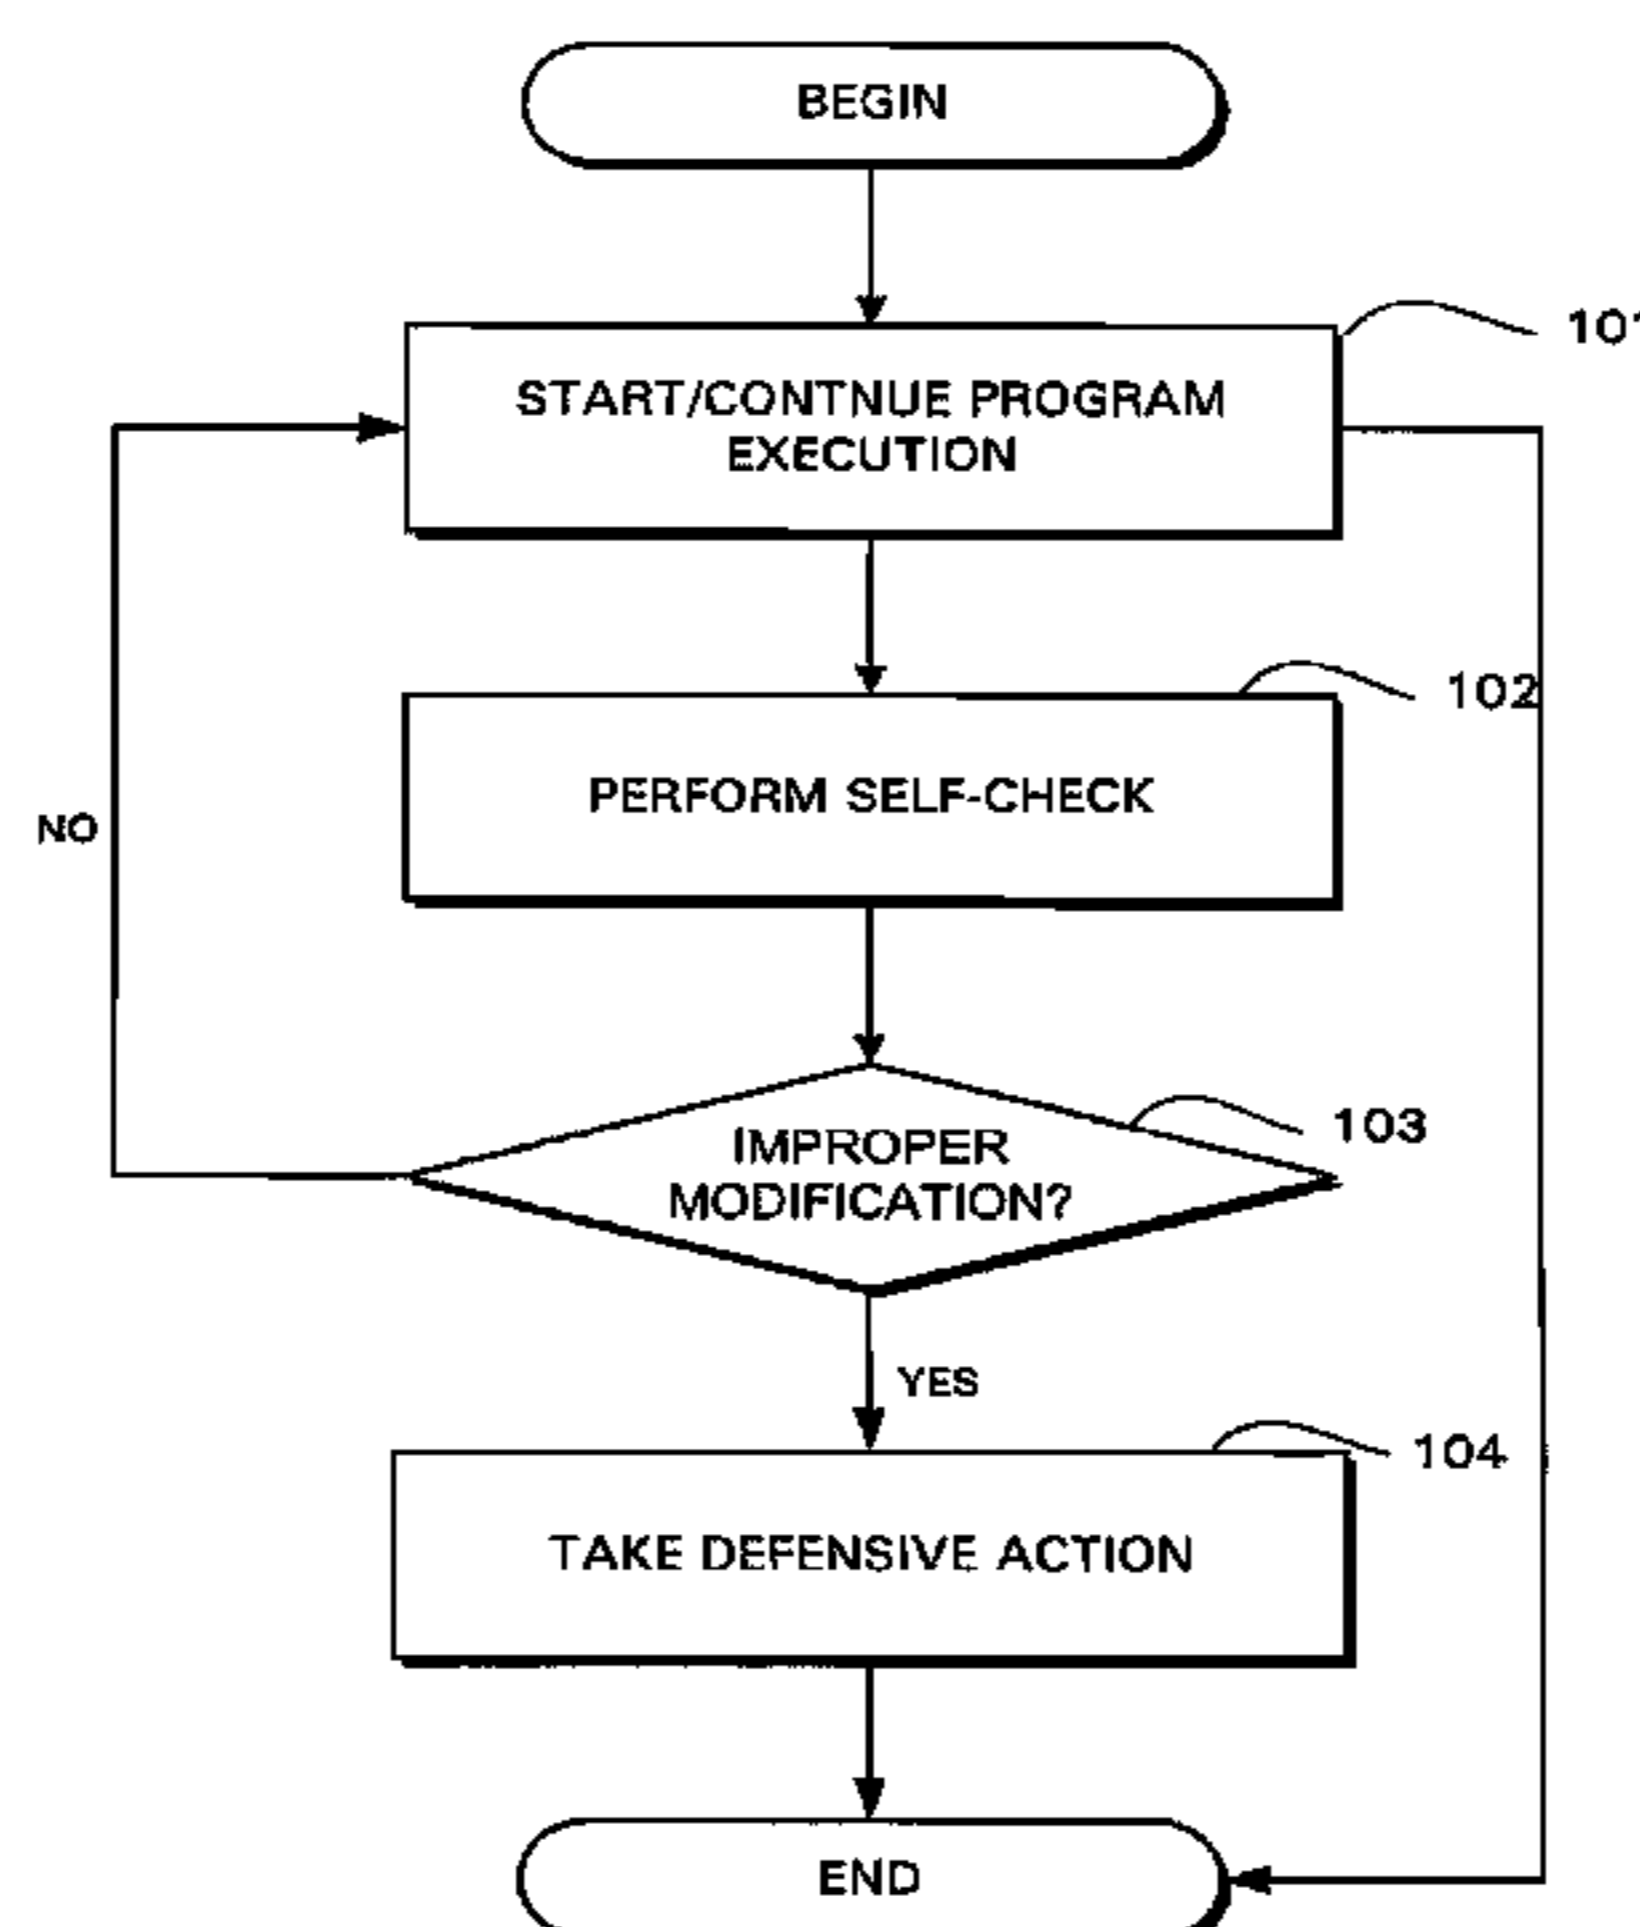 BEGIN
101
START/CONTNUE PROGRAM
EXECUTION
102
PERFORM SELF-CHECK
NO
103
IMPROPER
MODIFICATION?
YES
104
TAKE DEFENSIVE ACTION
END